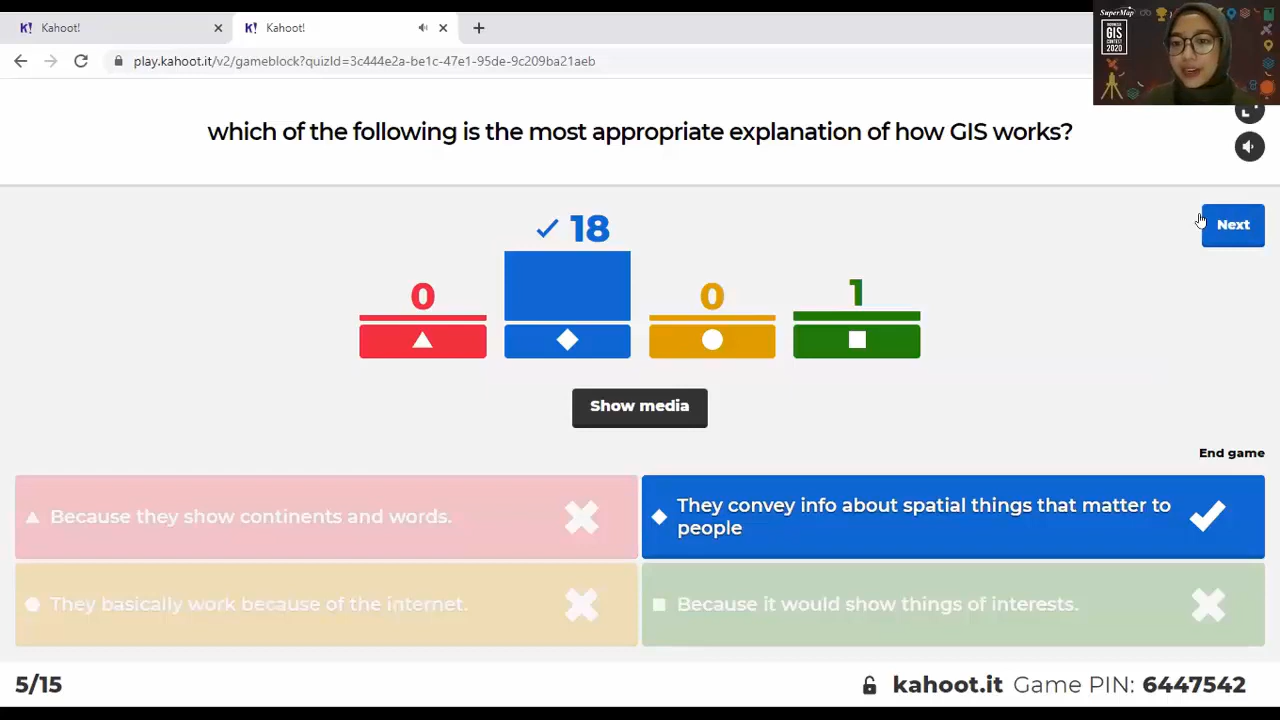 Kahoot!
Kahoot!
play.kahoot.it/v2/gameblock?quizId=3c444e2a-be1c-47e1-95de-9c209ba21aeb
SuperMap
GIS
2020
which of the following is the most appropriate explanation of how GIS works?
Next
0
18
0
1
Show media
End game
Because they show continents and words.
They convey info about spatial things that matter to
people
They basically work because of the internet.
Because it would show things of interests.
5/15
kahoot.it Game PIN: 6447542